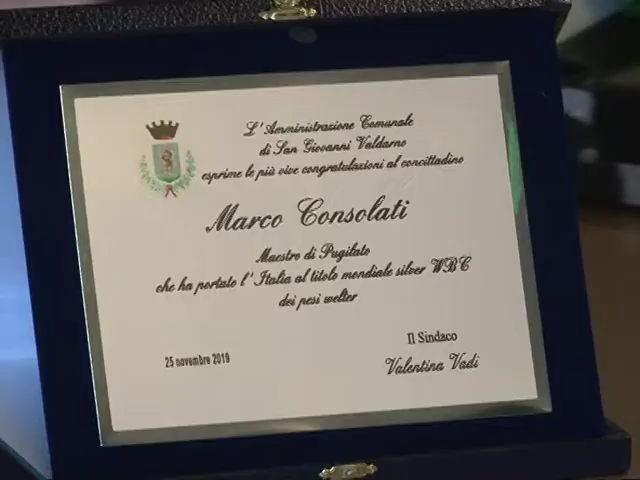 L'Amministrazione Comunale
di San Giovanni Valdarno
esprime le più vive congratulazioni al concittadino
Marco Consolati
Maestro di Pugilato
che ha portato l'Italia al titolo mondiale silver WBC
dei pesi welter
Il Sindaco
25 novembre 2019
Valentina Vadi